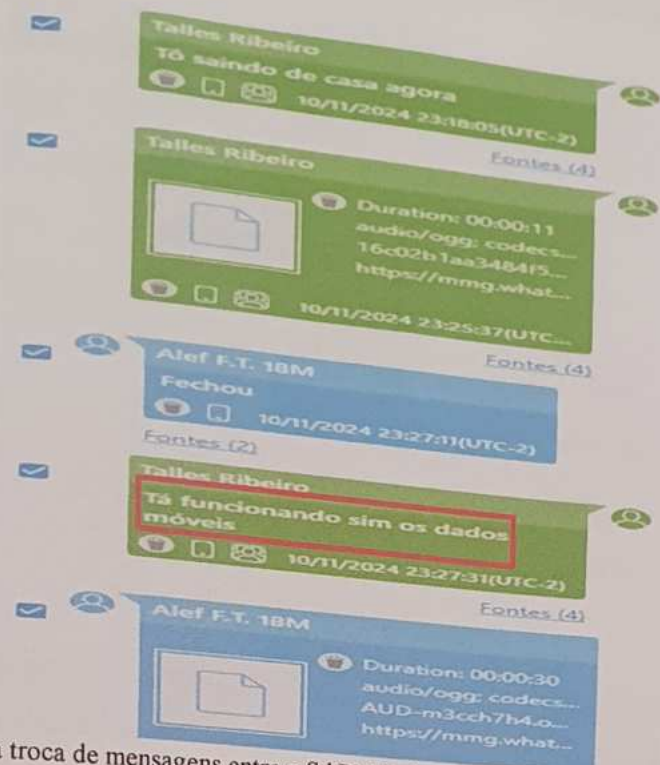 Talles Ribeiro
Tô saindo de casa agora
10/11/2024 23:18:05(UTC-2)
Fontes (4)
Talles Ribeiro
Duration: 00:00:11
audio/ogg; codecs...
16c02b1aa3484f5...
https://mmg.what...
10/11/2024 23:25:37(UTC...
Fontes (4)
Alef F.T. 18M
Fechou
10/11/2024 23:27:11(UTC-2)
Fontes (2)
Talles Ribeiro
Tá funcionando sim os dados
móveis
10/11/2024 23:27:31(UTC-2)
Fontes (4)
Alef F.T. 18M
Duration: 00:00:30
audio/ogg; codecs...
AUD-m3cch7h4.o...
https://mmg.what...
troca de mensagens